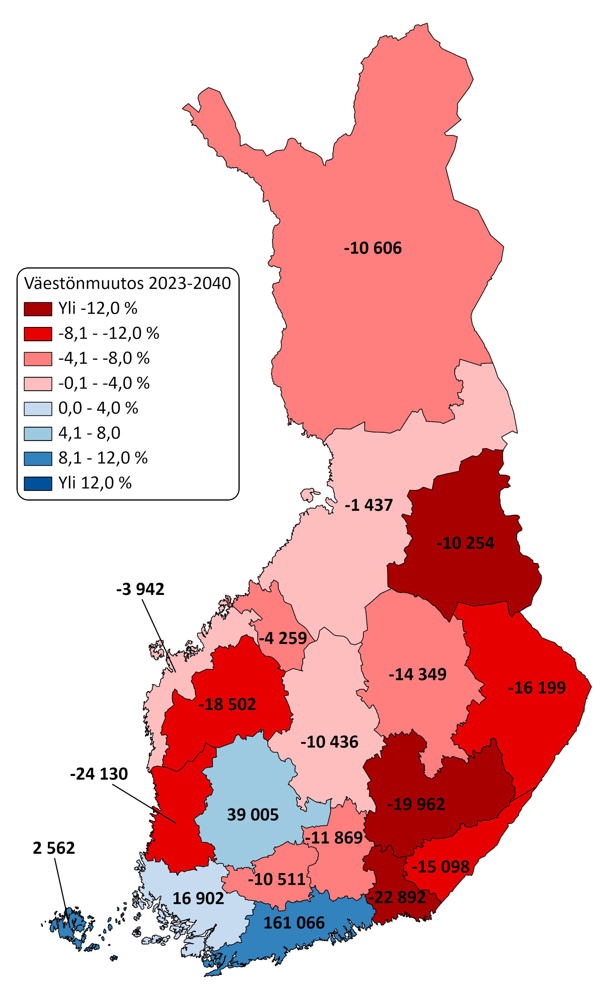 -10 606
Väestönmuutos 2023-2040
Yli -12,0 %
-8,1 - -12,0 %
-4,1 - -8,0 %
-0,1 - -4,0 %
0,0 - 4,0 %
4,1 - 8,0
8,1 - 12,0 %
Yli 12,0 %
-1 437
-10 254
-3 942
-4 259
-14 349
-16 199
-18 502
-10 436
-24 130
-19 962
39 005
-11 869
2 562
-15 098
-10 511
16 902
-22 892
161 066